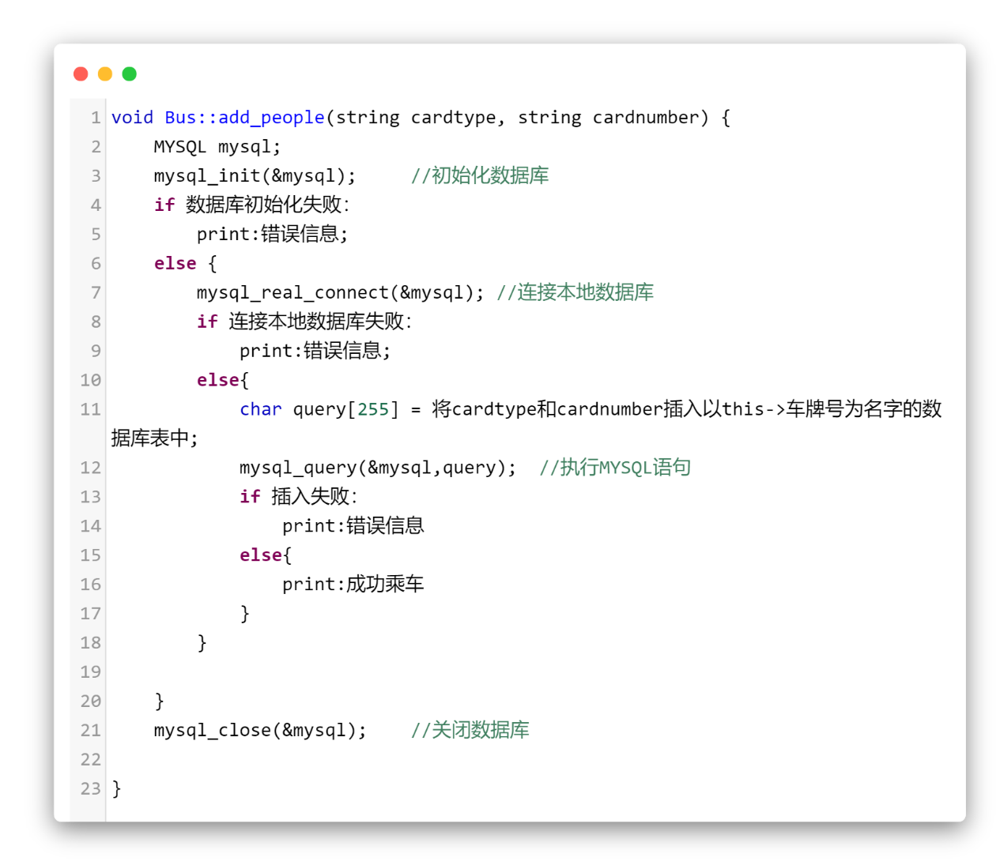 1 void Bus::add_people(string cardtype, string cardnumber) {
2     MYSQL mysql;
3     mysql_init(&mysql);     //初始化数据库
4     if 数据库初始化失败:
5         print:错误信息;
6     else {
7         mysql_real_connect(&mysql); //连接本地数据库
8         if 连接本地数据库失败:
9             print:错误信息;
10         else{
11             char query[255] = 将cardtype和cardnumber插入以this->车牌号为名字的数
据库表中;
12             mysql_query(&mysql,query);  //执行MYSQL语句
13             if 插入失败:
14                 print:错误信息
15             else{
16                 print:成功乘车
17             }
18         }
19
20     }
21     mysql_close(&mysql);    //关闭数据库
22
23 }